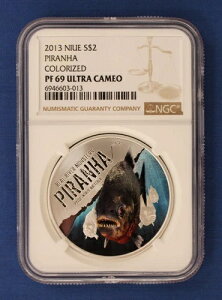 2013 NIUE S$2
PIRANHA
COLORIZED
PF 69 ULTRA CAMEO
6946603-013
NUMISMATIC GUARANTY COMPANY
NGC
PIRANHA